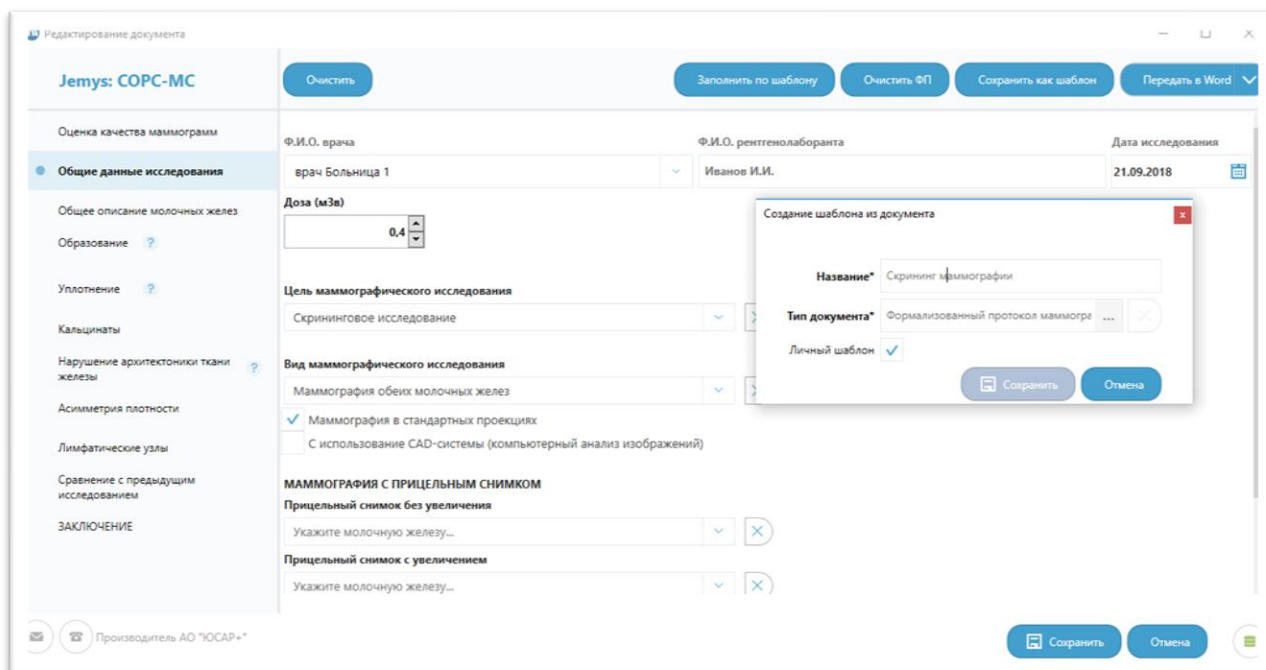 Редактирование документа
Jemys: СОРС-МС
Очистить
Заполнить по шаблону
Очистить ФП
Сохранить как шаблон
Передать в Word
Оценка качества маммограмм
Общие данные исследования
Общее описание молочных желез
Образование ?
Уплотнение ?
Кальцинаты
Нарушение архитектоники ткани
железы ?
Асимметрия плотности
Лимфатические узлы
Сравнение с предыдущим
исследованием
ЗАКЛЮЧЕНИЕ
Ф.И.О. врача
Ф.И.О. рентгенолаборанта
Дата исследования
врач Больница 1
Иванов И.И.
21.09.2018
Доза (мЗв)
0,4
Цель маммографического исследования
Скрининговое исследование
Вид маммографического исследования
Маммография обеих молочных желез
Маммография в стандартных проекциях
С использование CAD-системы (компьютерный анализ изображений)
МАММОГРАФИЯ С ПРИЦЕЛЬНЫМ СНИМКОМ
Прицельный снимок без увеличения
Укажите молочную железу...
Прицельный снимок с увеличением
Укажите молочную железу...
Создание шаблона из документа
x
Название*
Скрининг маммографии
Тип документа*
Формализованный протокол маммогра
...
Личный шаблон
Сохранить
Отмена
Производитель АО "ЮСАР+"
Сохранить
Отмена